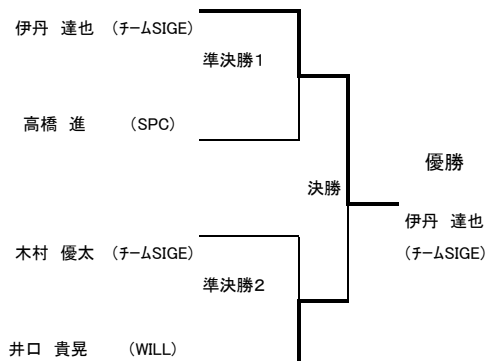 伊丹　達也　(チームSIGE)
準決勝1
高橋　進　(SPC)
優勝
決勝
伊丹　達也
(チームSIGE)
木村　優太　(チームSIGE)
準決勝2
井口　貴晃　(WILL)